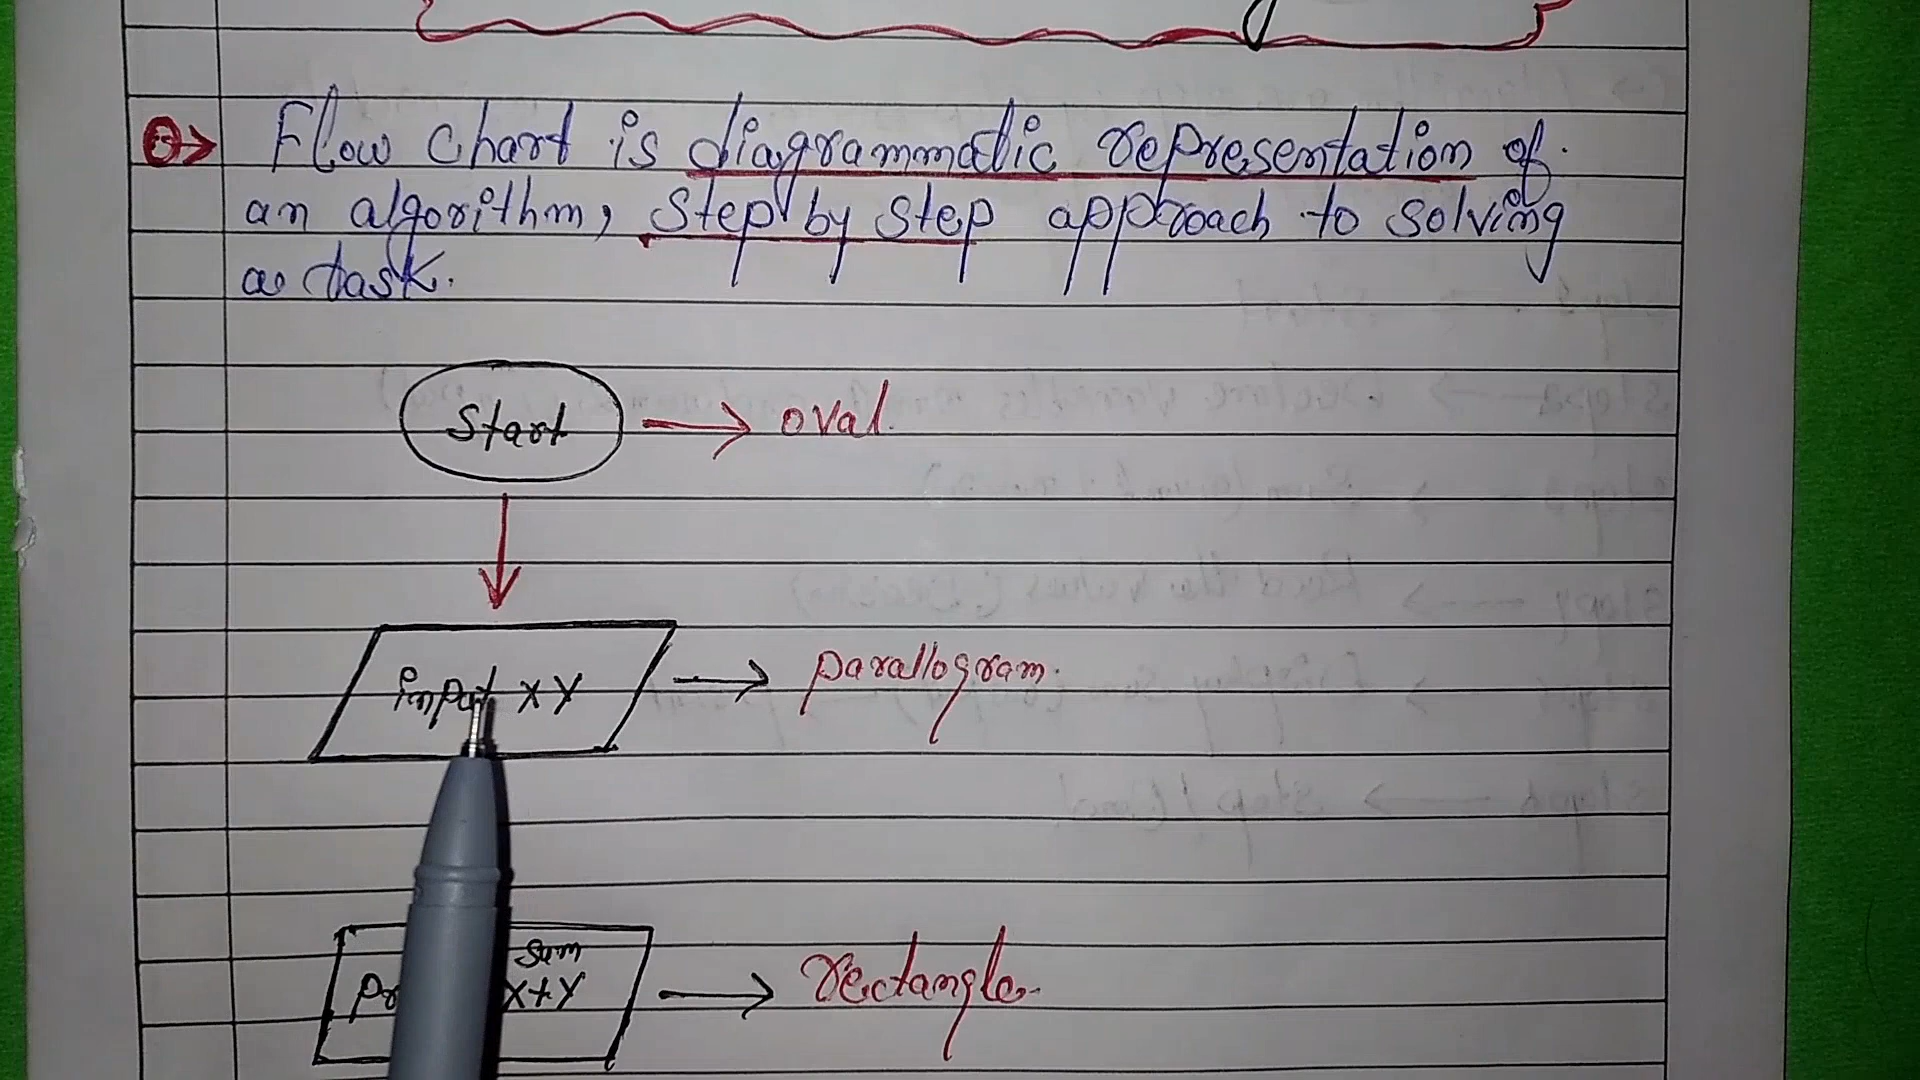 Flow chart is diagrammatic representation of
an algorithm, Step by Step approach to solving
a task.
Start → oval.
input X Y → parallogram.
Sum
X+Y → rectangle.